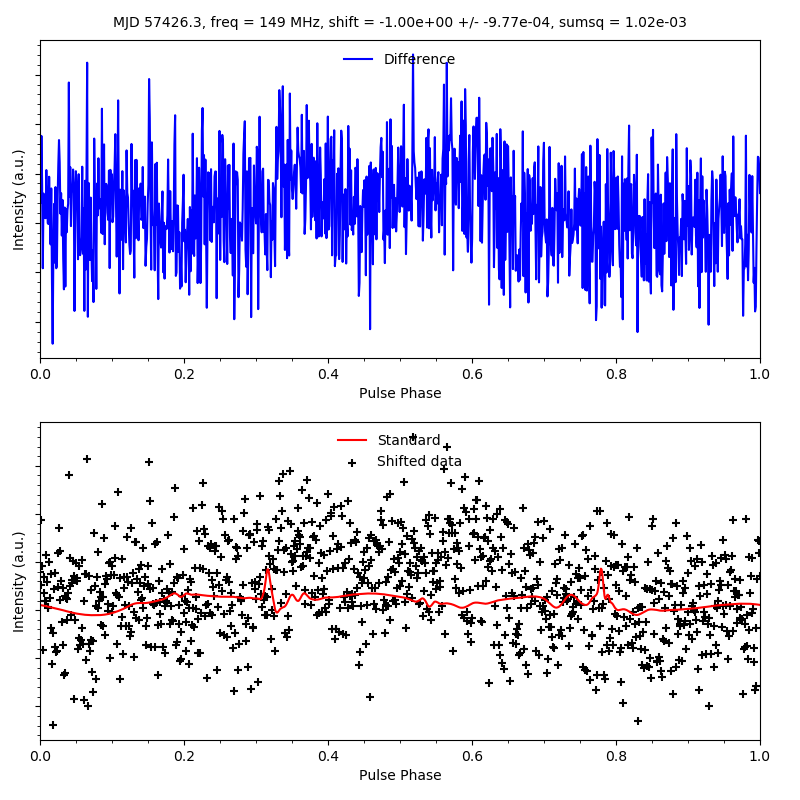 MJD 57426.3, freq = 149 MHz, shift = -1.00e+00 +/- -9.77e-04, sumsq = 1.02e-03
Difference
Intensity (a.u.)
0.0 0.2 0.4 0.6 0.8 1.0
Pulse Phase
Standard
Shifted data
Intensity (a.u.)
0.0 0.2 0.4 0.6 0.8 1.0
Pulse Phase